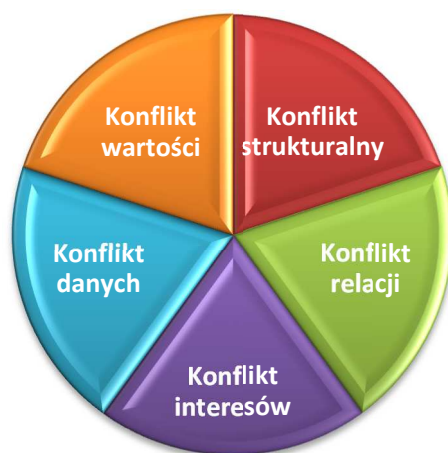 Konflikt
wartości
Konflikt
strukturalny
Konflikt
danych
Konflikt
relacji
Konflikt
interesów